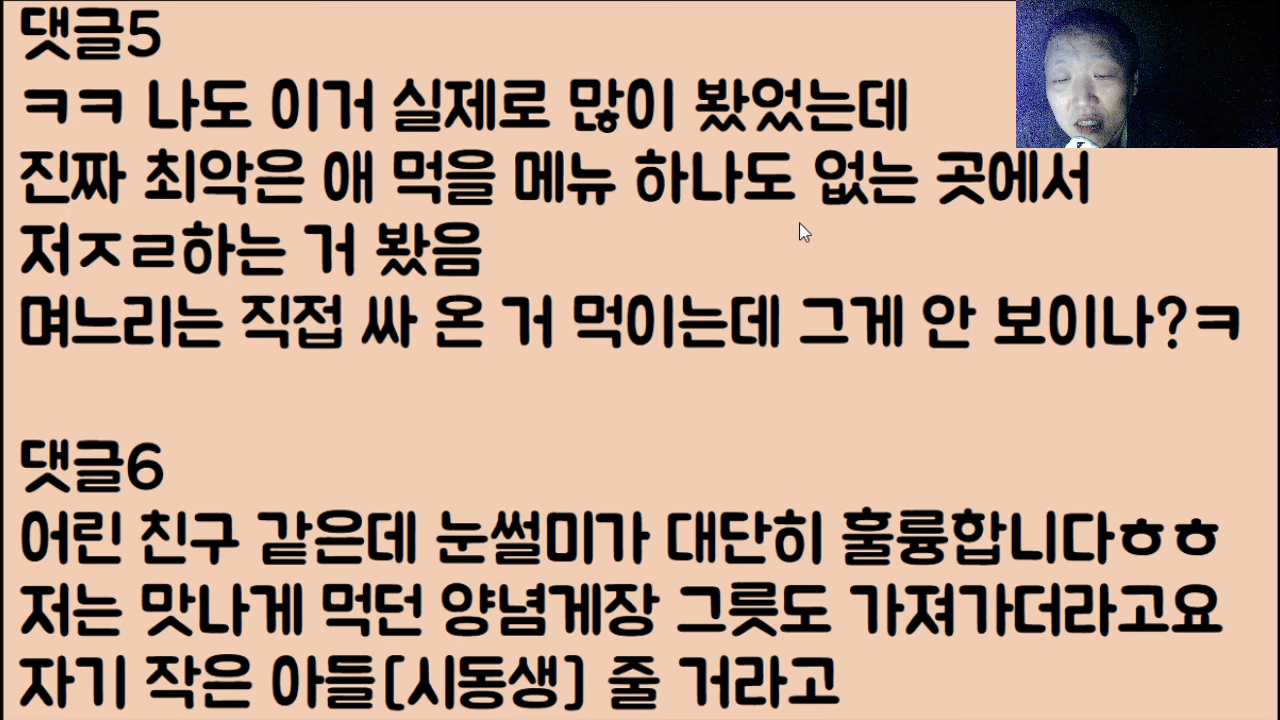 댓글5
ㅋㅋ 나도 이거 실제로 많이 봤었는데
진짜 최악은 애 먹을 메뉴 하나도 없는 곳에서
저ㅈㄹ하는 거 봤음
며느리는 직접 싸 온 거 먹이는데 그게 안 보이나?ㅋ
댓글6
어린 친구 같은데 눈썰미가 대단히 훌륭합니다ㅎㅎ
저는 맛나게 먹던 양념게장 그릇도 가져가더라고요
자기 작은 아들[시동생] 줄 거라고